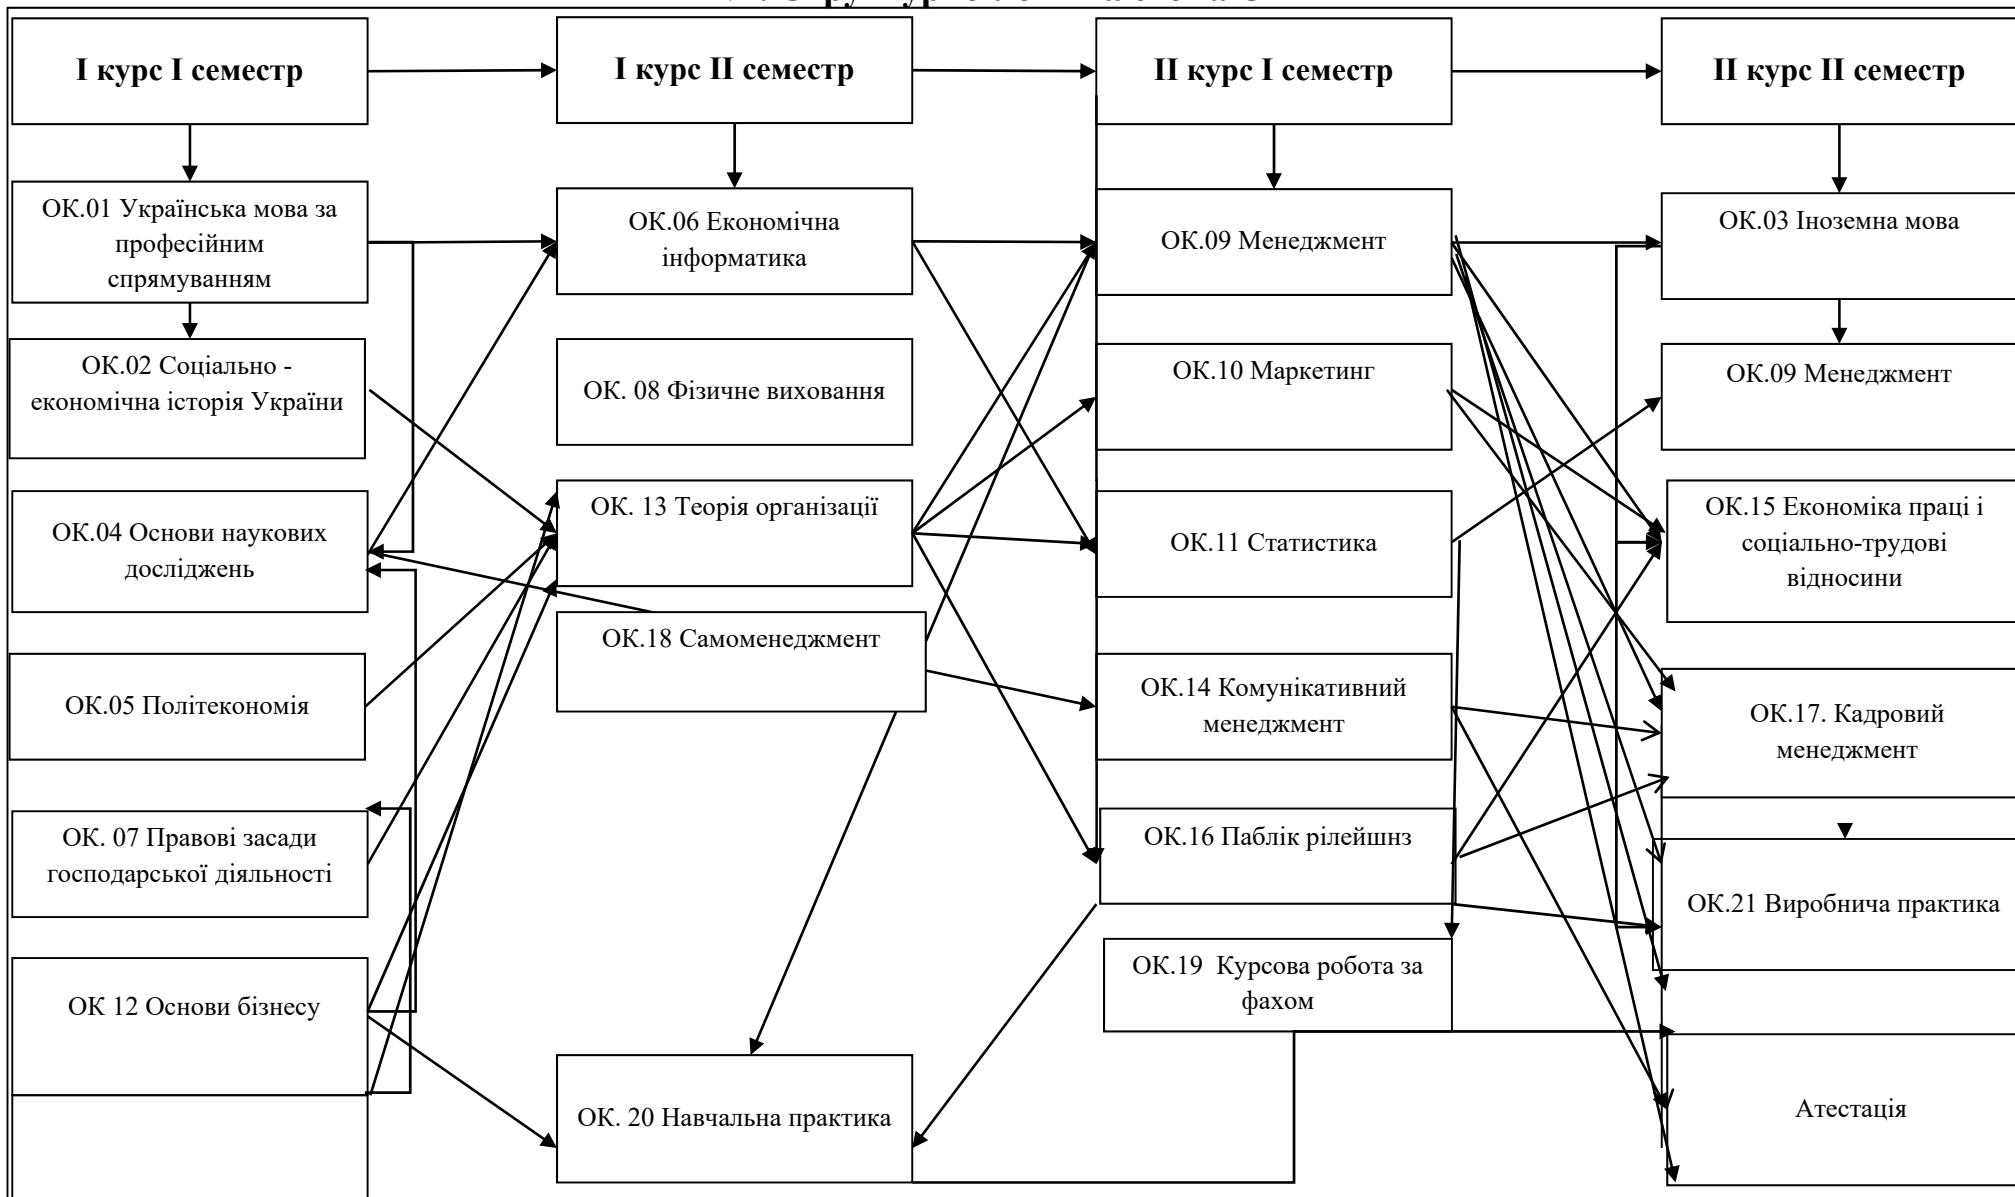 І курс І семестр
І курс ІІ семестр
ІІ курс І семестр
ІІ курс ІІ семестр
ОК.01 Українська мова за
професійним
спрямуванням
ОК.02 Соціально -
економічна історія України
ОК.04 Основи наукових
досліджень
ОК.05 Політекономія
ОК. 07 Правові засади
господарської діяльності
ОК 12 Основи бізнесу
ОК.06 Економічна
інформатика
ОК. 08 Фізичне виховання
ОК. 13 Теорія організації
ОК.18 Самоменеджмент
ОК. 20 Навчальна практика
ОК.09 Менеджмент
ОК.10 Маркетинг
ОК.11 Статистика
ОК.14 Комунікативний
менеджмент
ОК.16 Паблік рілейшнз
ОК.19 Курсова робота за
фахом
ОК.03 Іноземна мова
ОК.09 Менеджмент
ОК.15 Економіка праці і
соціально-трудові
відносини
ОК.17. Кадровий
менеджмент
ОК.21 Виробнича практика
Атестація